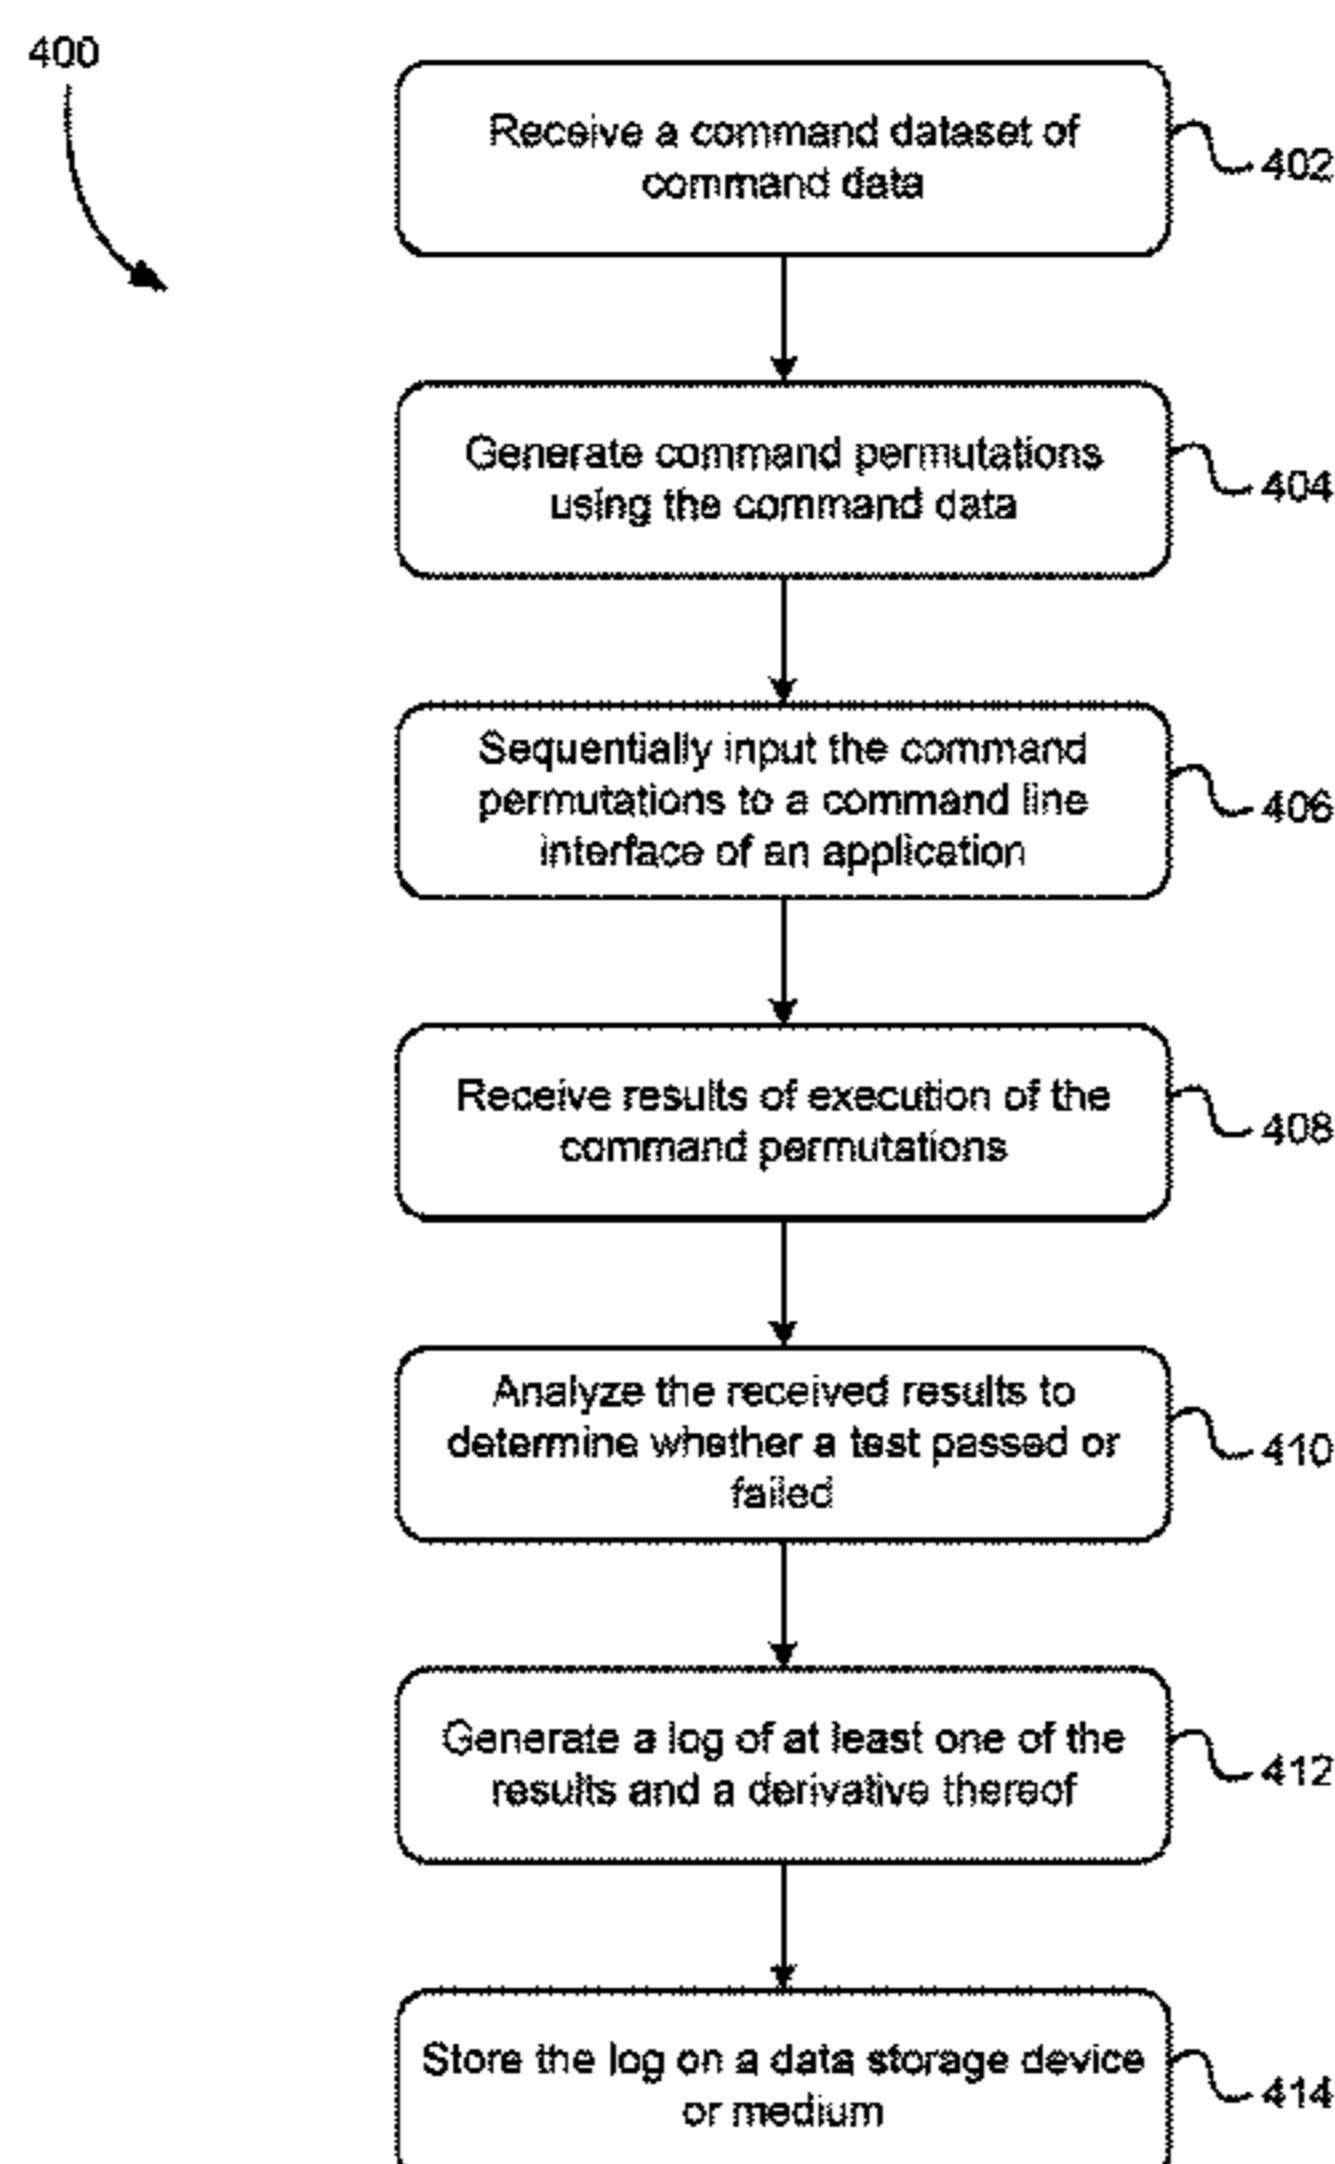 400
Receive a command dataset of
command data
402
Generate command permutations
using the command data
404
Sequentially input the command
permutations to a command line
interface of an application
406
Receive results of execution of the
command permutations
408
Analyze the received results to
determine whether a test passed or
failed
410
Generate a log of at least one of the
results and a derivative thereof
412
Store the log on a data storage device
or medium
414